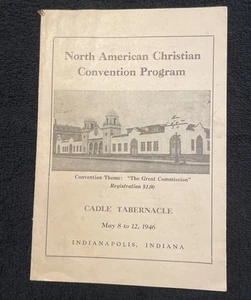 North American Christian
Convention Program
Convention Theme: "The Great Commission"
Registration $1.00
CADLE TABERNACLE
May 8 to 12, 1946
INDIANAPOLIS, INDIANA